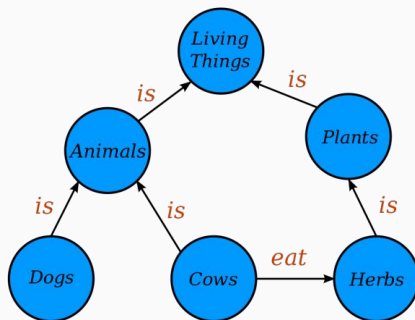 Living
Things
is
is
Animals
Plants
is
is
is
eat
Dogs
Cows
Herbs